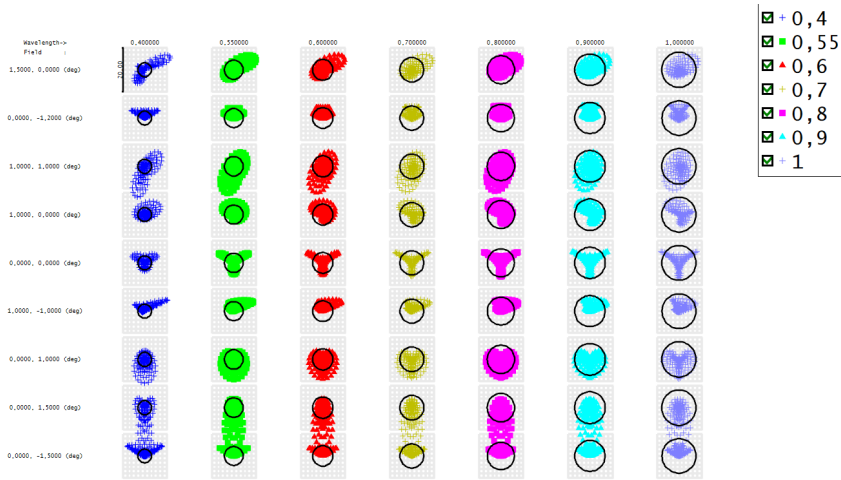 Wavelength-> 0,400000 0,550000 0,600000 0,700000 0,800000 0,900000 1,000000
Field :
20,00
1,5000, 0,0000 (deg)
0,0000, -1,2000 (deg)
1,0000, 1,0000 (deg)
1,0000, 0,0000 (deg)
0,0000, 0,0000 (deg)
1,0000, -1,0000 (deg)
0,0000, 1,0000 (deg)
0,0000, 1,5000 (deg)
0,0000, -1,5000 (deg)
0,4
0,55
0,6
0,7
0,8
0,9
1